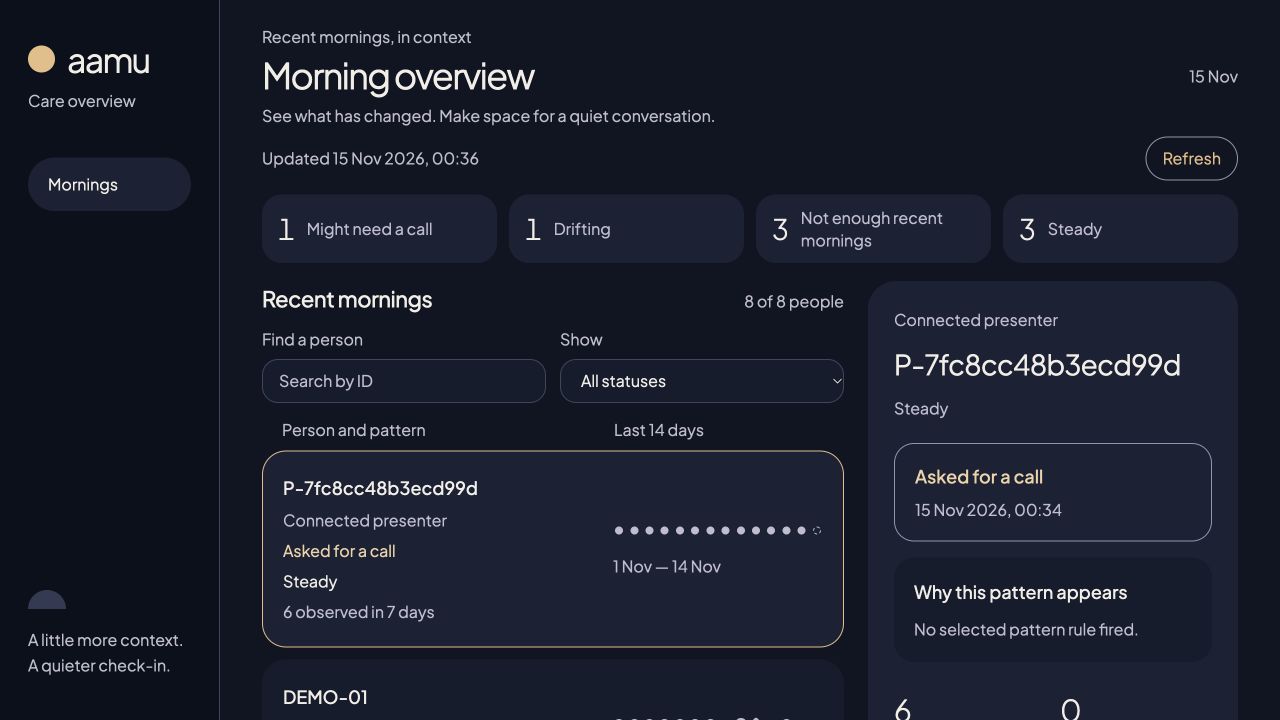 aamu
Care overview
Mornings
A little more context.
A quieter check-in.
Recent mornings, in context
Morning overview
15 Nov
See what has changed. Make space for a quiet conversation.
Updated 15 Nov 2026, 00:36
Refresh
1 Might need a call
1 Drifting
3 Not enough recent
mornings
3 Steady
Recent mornings
8 of 8 people
Find a person
Show
Search by ID
All statuses
Person and pattern
Last 14 days
P-7fc8cc48b3ecd99d
Connected presenter
Asked for a call
Steady
6 observed in 7 days
1 Nov — 14 Nov
DEMO-01
Connected presenter
P-7fc8cc48b3ecd99d
Steady
Asked for a call
15 Nov 2026, 00:34
Why this pattern appears
No selected pattern rule fired.
6
0